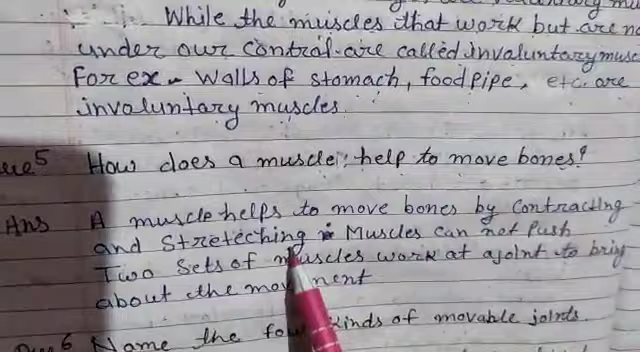 While the muscles that work but are no
under our control are called involuntary musc
For ex - Walls of stomach, food pipe, etc. are
involuntary muscles
Que5 How does a muscle help to move bones?
Ans A muscle helps to move bones by contracting
and Stretching Muscles can not Push
Two Sets of muscles work at a joint to bring
about the movement
Que6 Name the four kinds of movable joints.